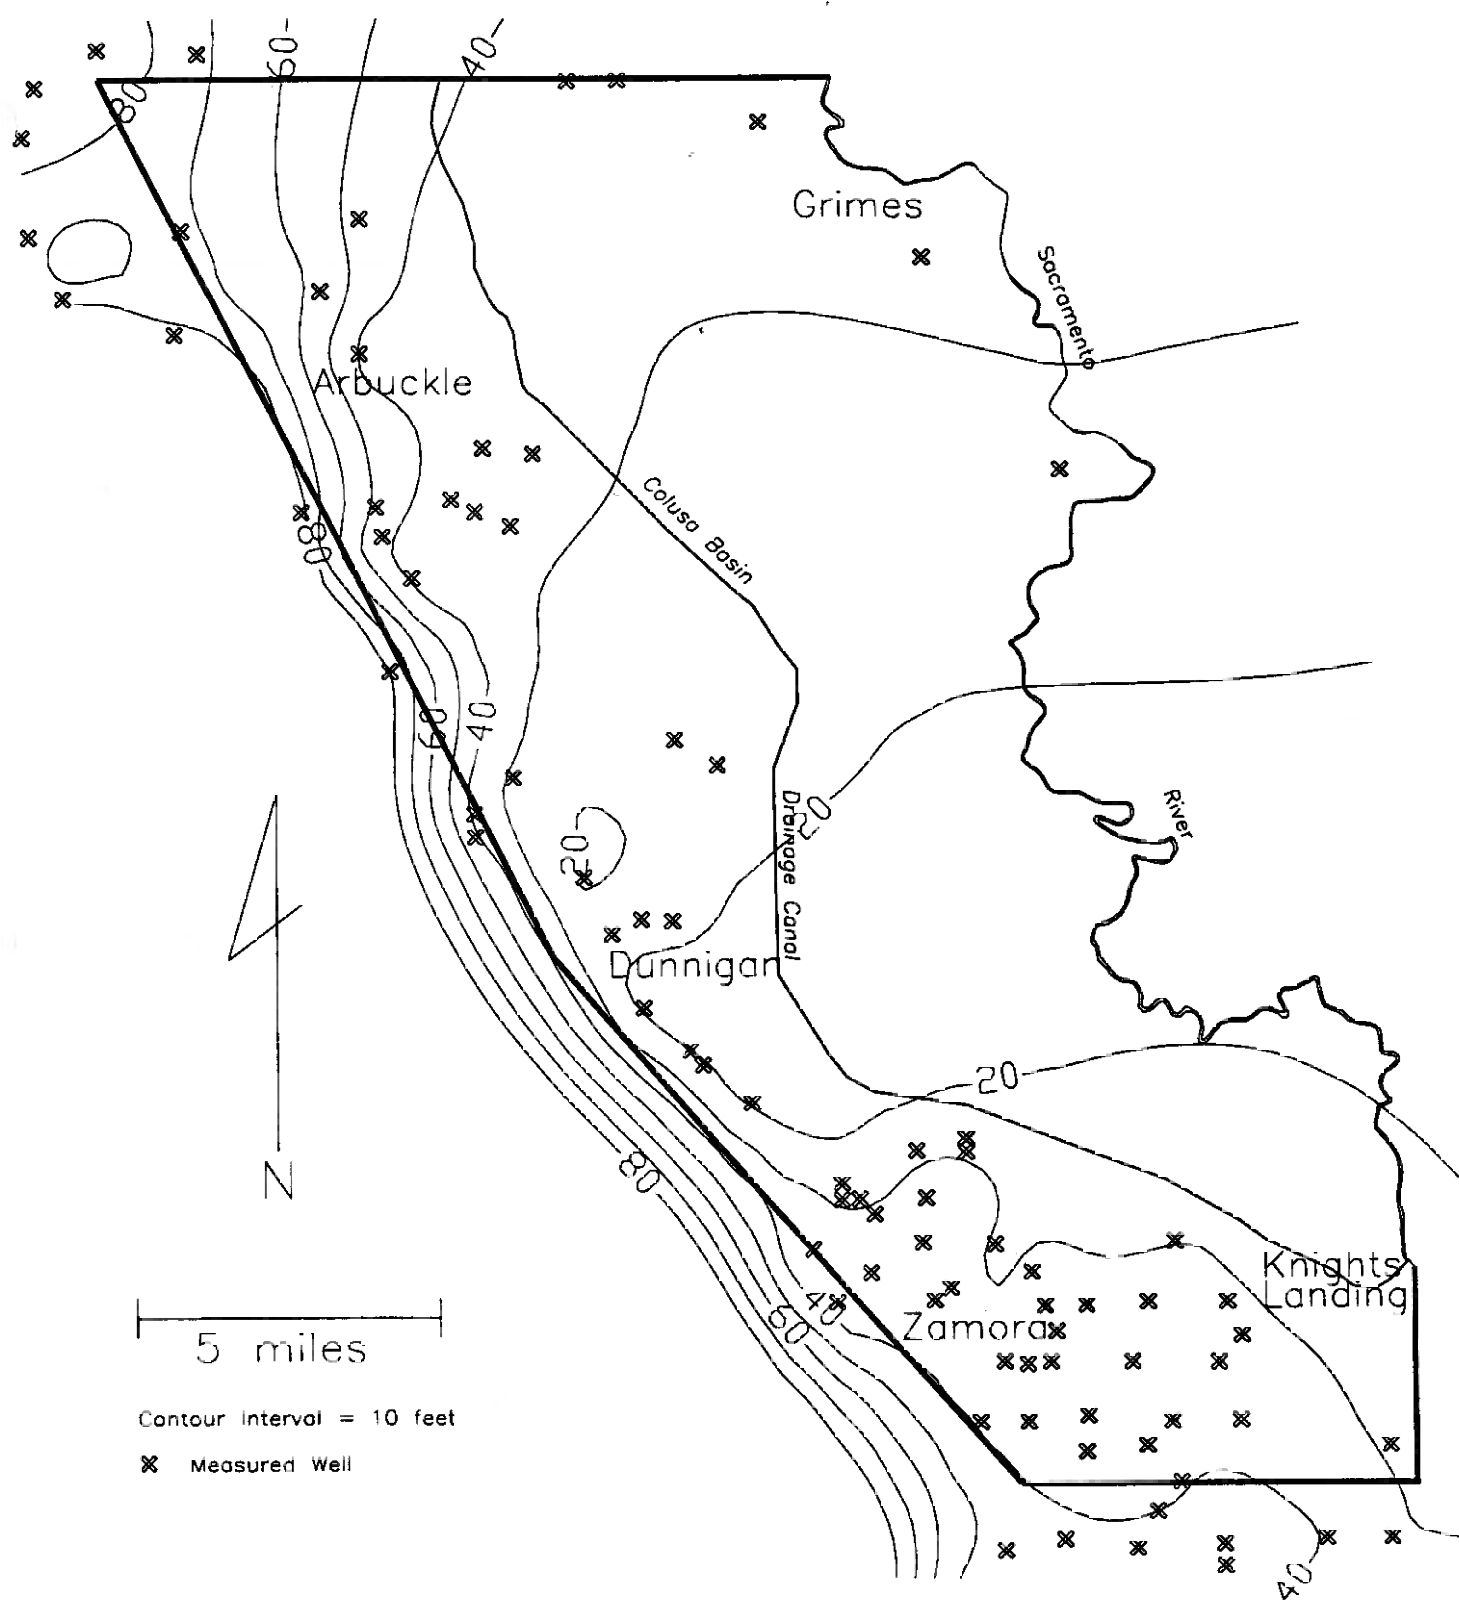 60
40
80
Grimes
Sacramento
Arbuckle
Colusa Basin
80
60
40
20
Drainage Canal
20
River
Dunnigan
20
80
N
Knights
Landing
40
60
Zamora
5 miles
Contour Interval = 10 feet
Measured Well
40